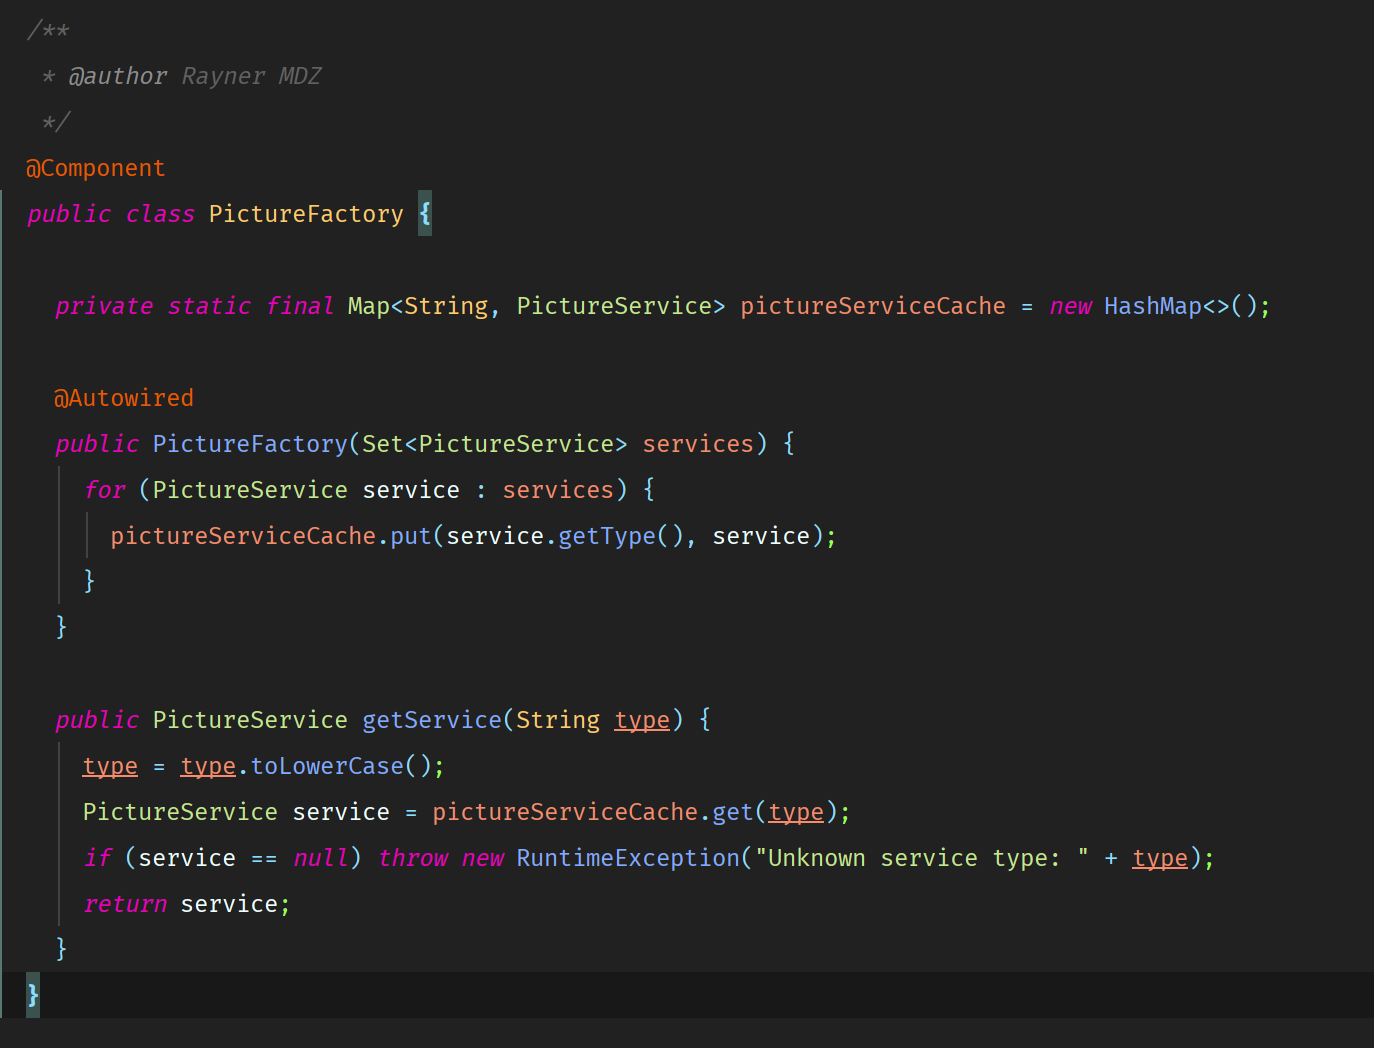 /**
 * @author Rayner MDZ
 */
@Component
public class PictureFactory {

  private static final Map<String, PictureService> pictureServiceCache = new HashMap<>();

  @Autowired
  public PictureFactory(Set<PictureService> services) {
    for (PictureService service : services) {
      pictureServiceCache.put(service.getType(), service);
    }
  }

  public PictureService getService(String type) {
    type = type.toLowerCase();
    PictureService service = pictureServiceCache.get(type);
    if (service == null) throw new RuntimeException("Unknown service type: " + type);
    return service;
  }
}